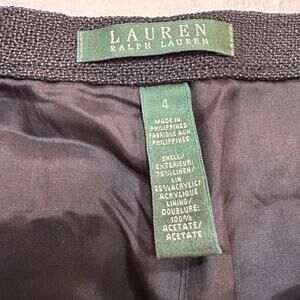 LAUREN
RALPH LAUREN
4
MADE IN
PHILIPPINES
FABRIQUE AUX
PHILIPPINES
SHELL/
EXTERIEUR:
75%LINEN/
LIN
25%ACRYLIC/
ACRYLIQUE
LINING/
DOUBLURE:
100%
ACETATE/
ACETATE